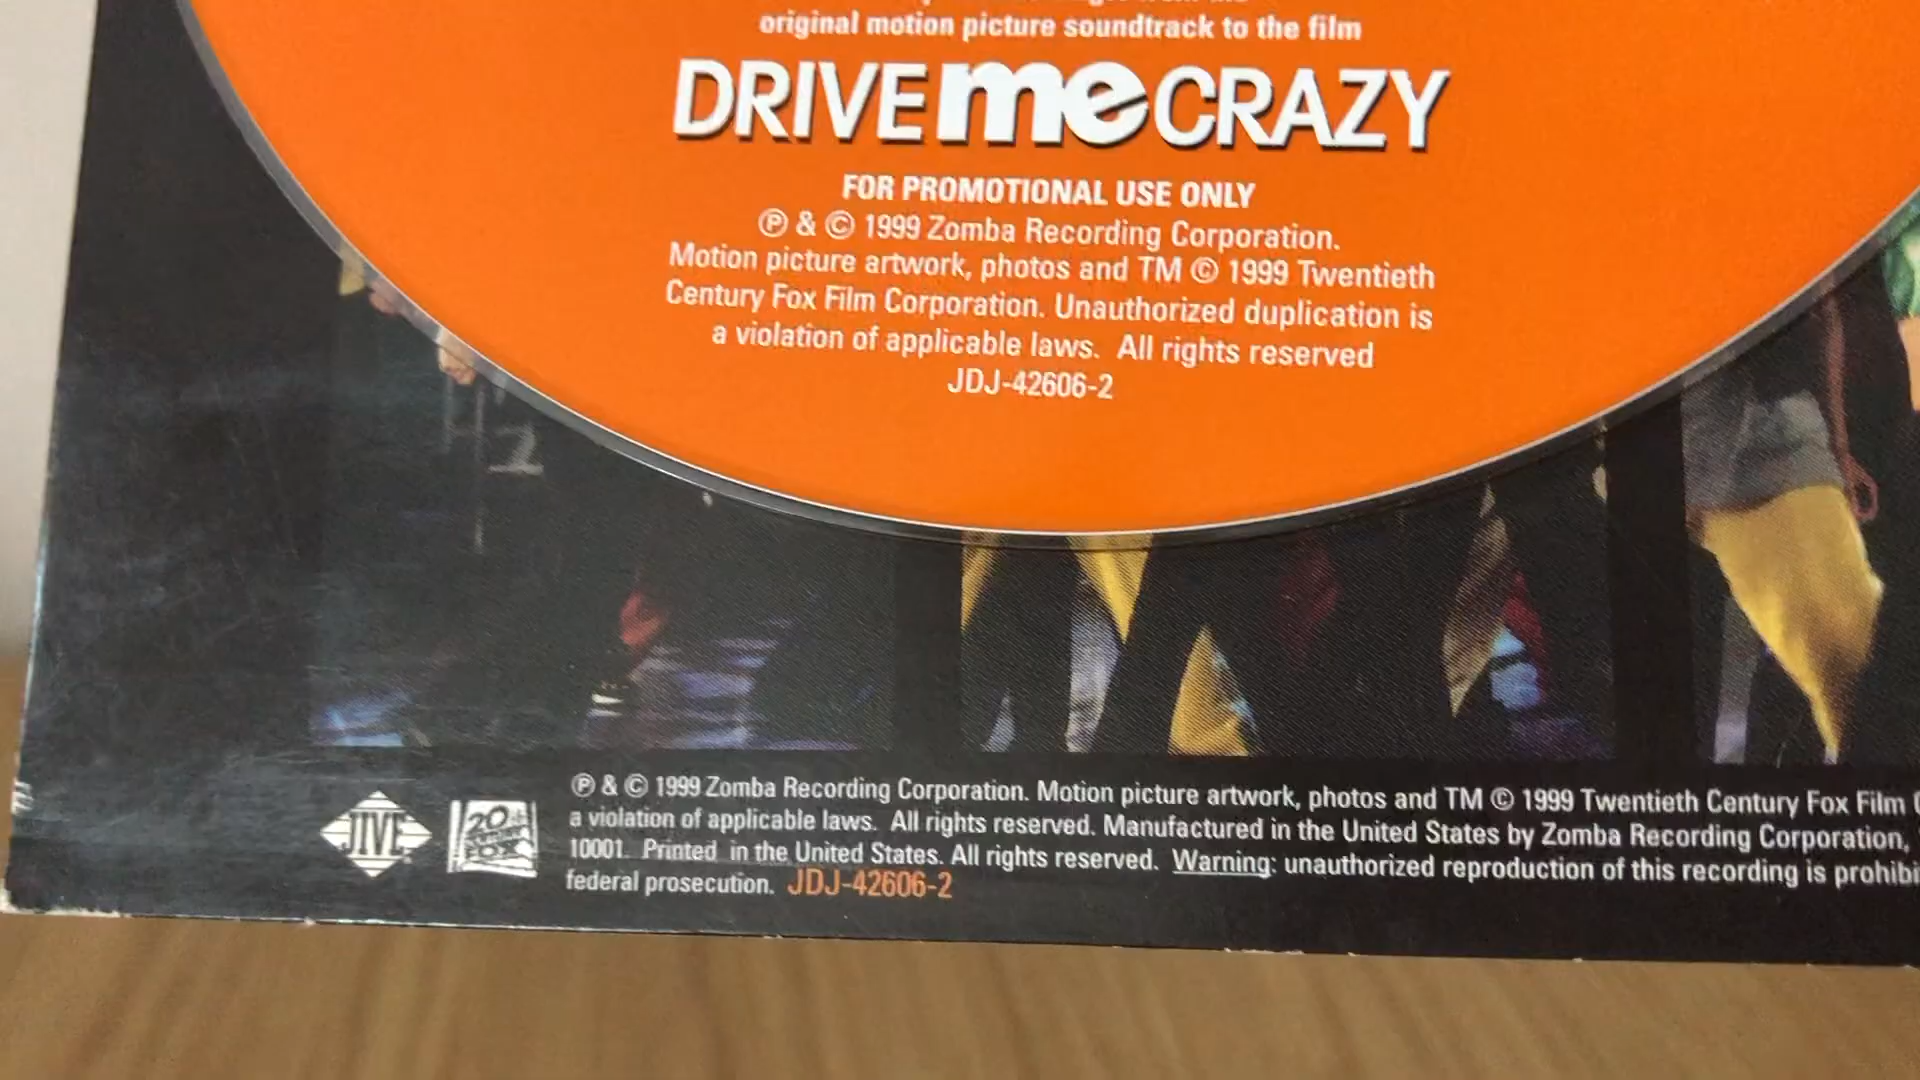 original motion picture soundtrack to the film
DRIVE me CRAZY
FOR PROMOTIONAL USE ONLY
℗ & © 1999 Zomba Recording Corporation.
Motion picture artwork, photos and TM © 1999 Twentieth
Century Fox Film Corporation. Unauthorized duplication is
a violation of applicable laws. All rights reserved
JDJ-42606-2
JIVE
20th Century Fox
℗ & © 1999 Zomba Recording Corporation. Motion picture artwork, photos and TM © 1999 Twentieth Century Fox Film
a violation of applicable laws. All rights reserved. Manufactured in the United States by Zomba Recording Corporation,
10001. Printed in the United States. All rights reserved. Warning: unauthorized reproduction of this recording is prohibi
federal prosecution. JDJ-42606-2